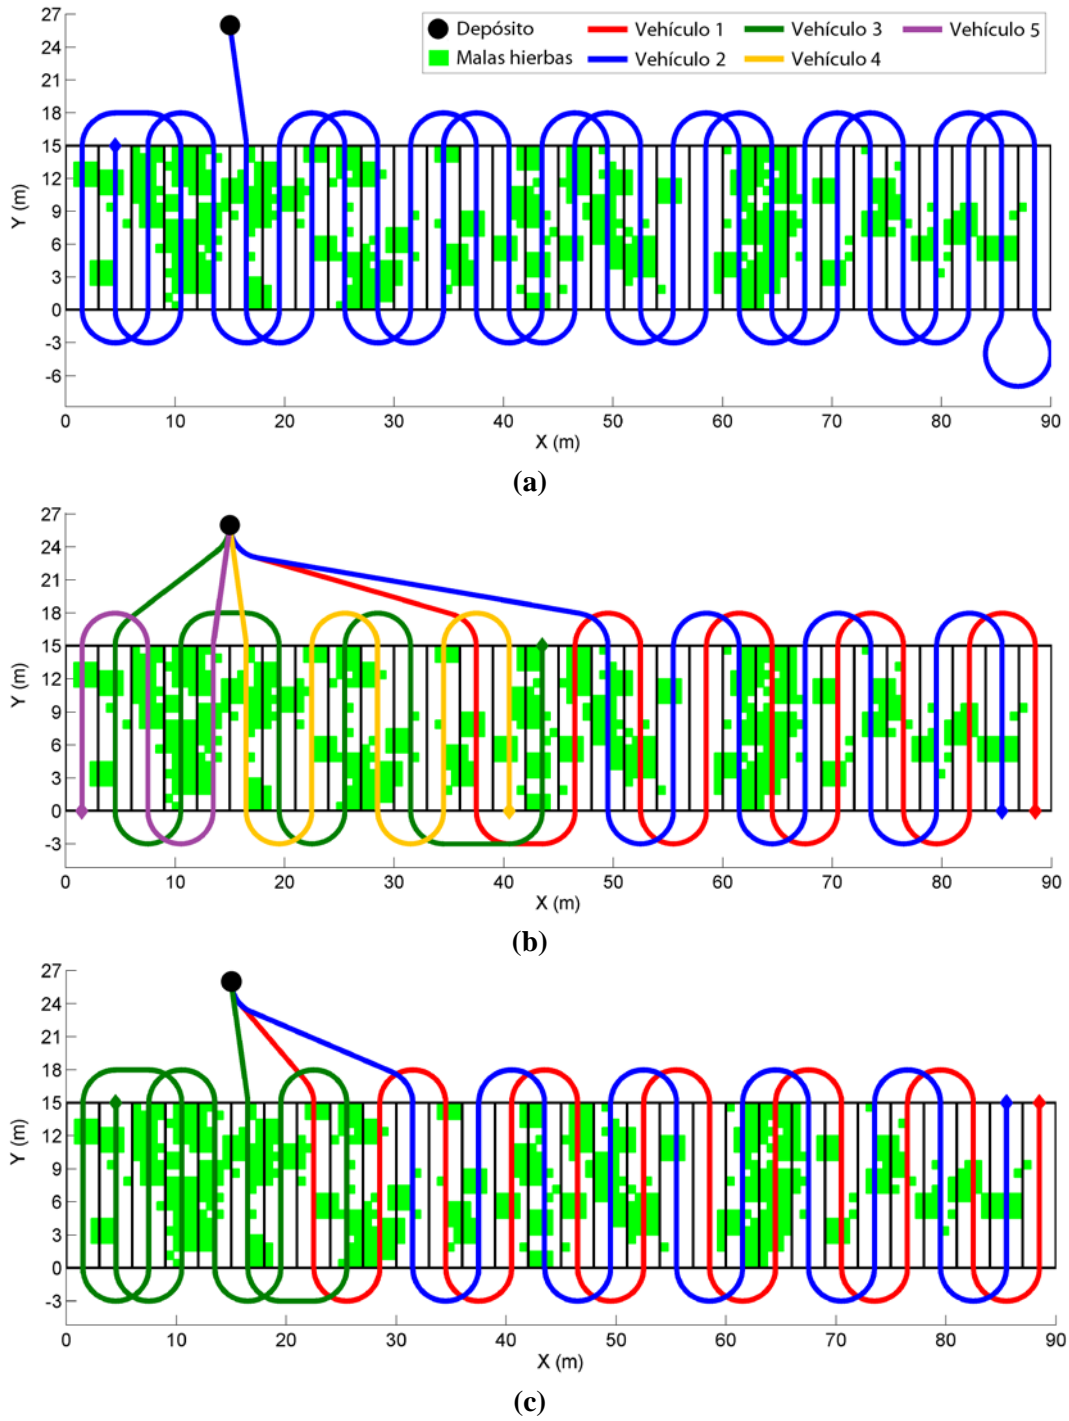 27
24
21
18
15
12
9
6
3
0
-3
-6
Y (m)
Depósito
Malas hierbas
Vehículo 1
Vehículo 2
Vehículo 3
Vehículo 4
Vehículo 5
0 10 20 30 40 50 60 70 80 90
X (m)
(a)
27
24
21
18
15
12
9
6
3
0
-3
Y (m)
0 10 20 30 40 50 60 70 80 90
X (m)
(b)
27
24
21
18
15
12
9
6
3
0
-3
Y (m)
0 10 20 30 40 50 60 70 80 90
X (m)
(c)